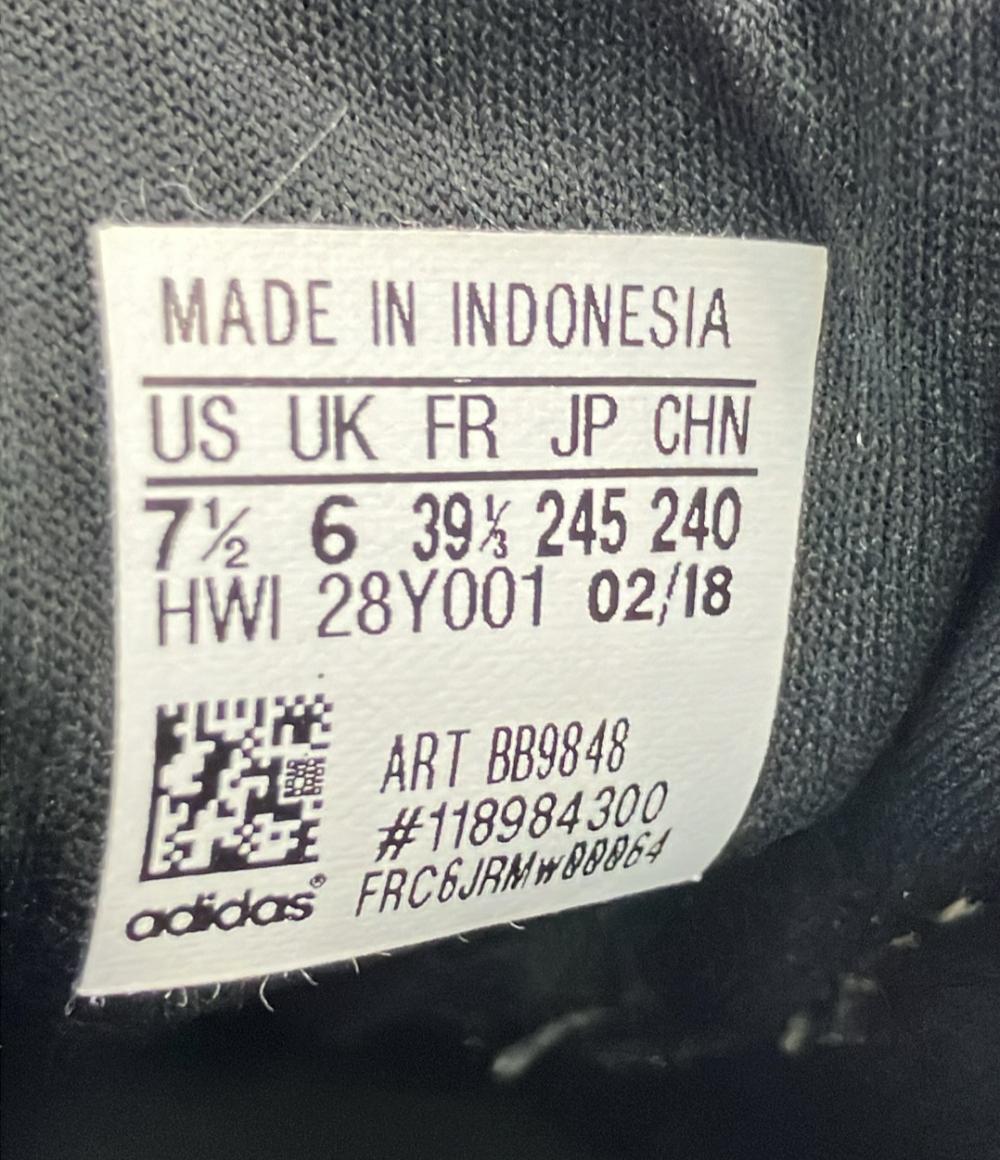 MADE IN INDONESIA
US UK FR JP CHN
7½ 6 39⅓ 245 240
HWI 28Y001 02/18
ART BB9848
#118984300
FRC6JRMw00064
adidas®